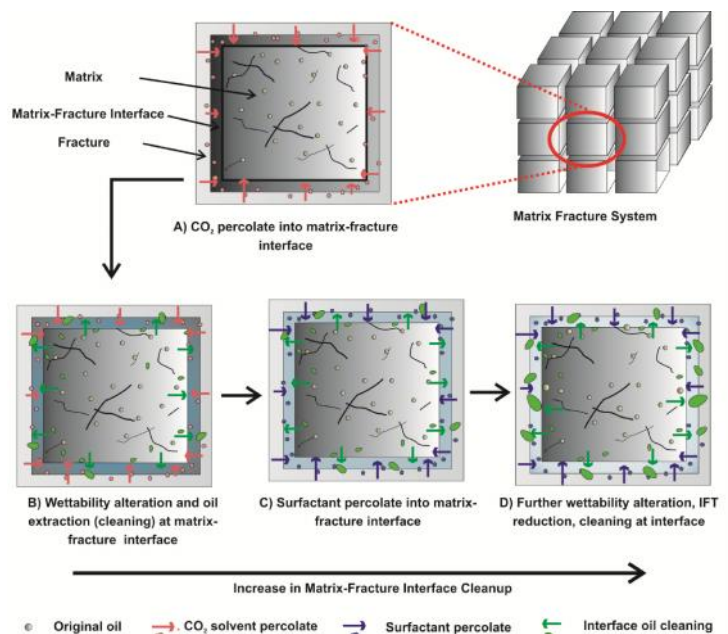 Matrix
Matrix-Fracture Interface
Fracture
Matrix Fracture System
A) CO₂ percolate into matrix-fracture
interface
B) Wettability alteration and oil
extraction (cleaning) at matrix-
fracture interface
C) Surfactant percolate into matrix-
fracture interface
D) Further wettability alteration, IFT
reduction, cleaning at interface
Increase in Matrix-Fracture Interface Cleanup
Original oil
CO₂ solvent percolate
Surfactant percolate
Interface oil cleaning